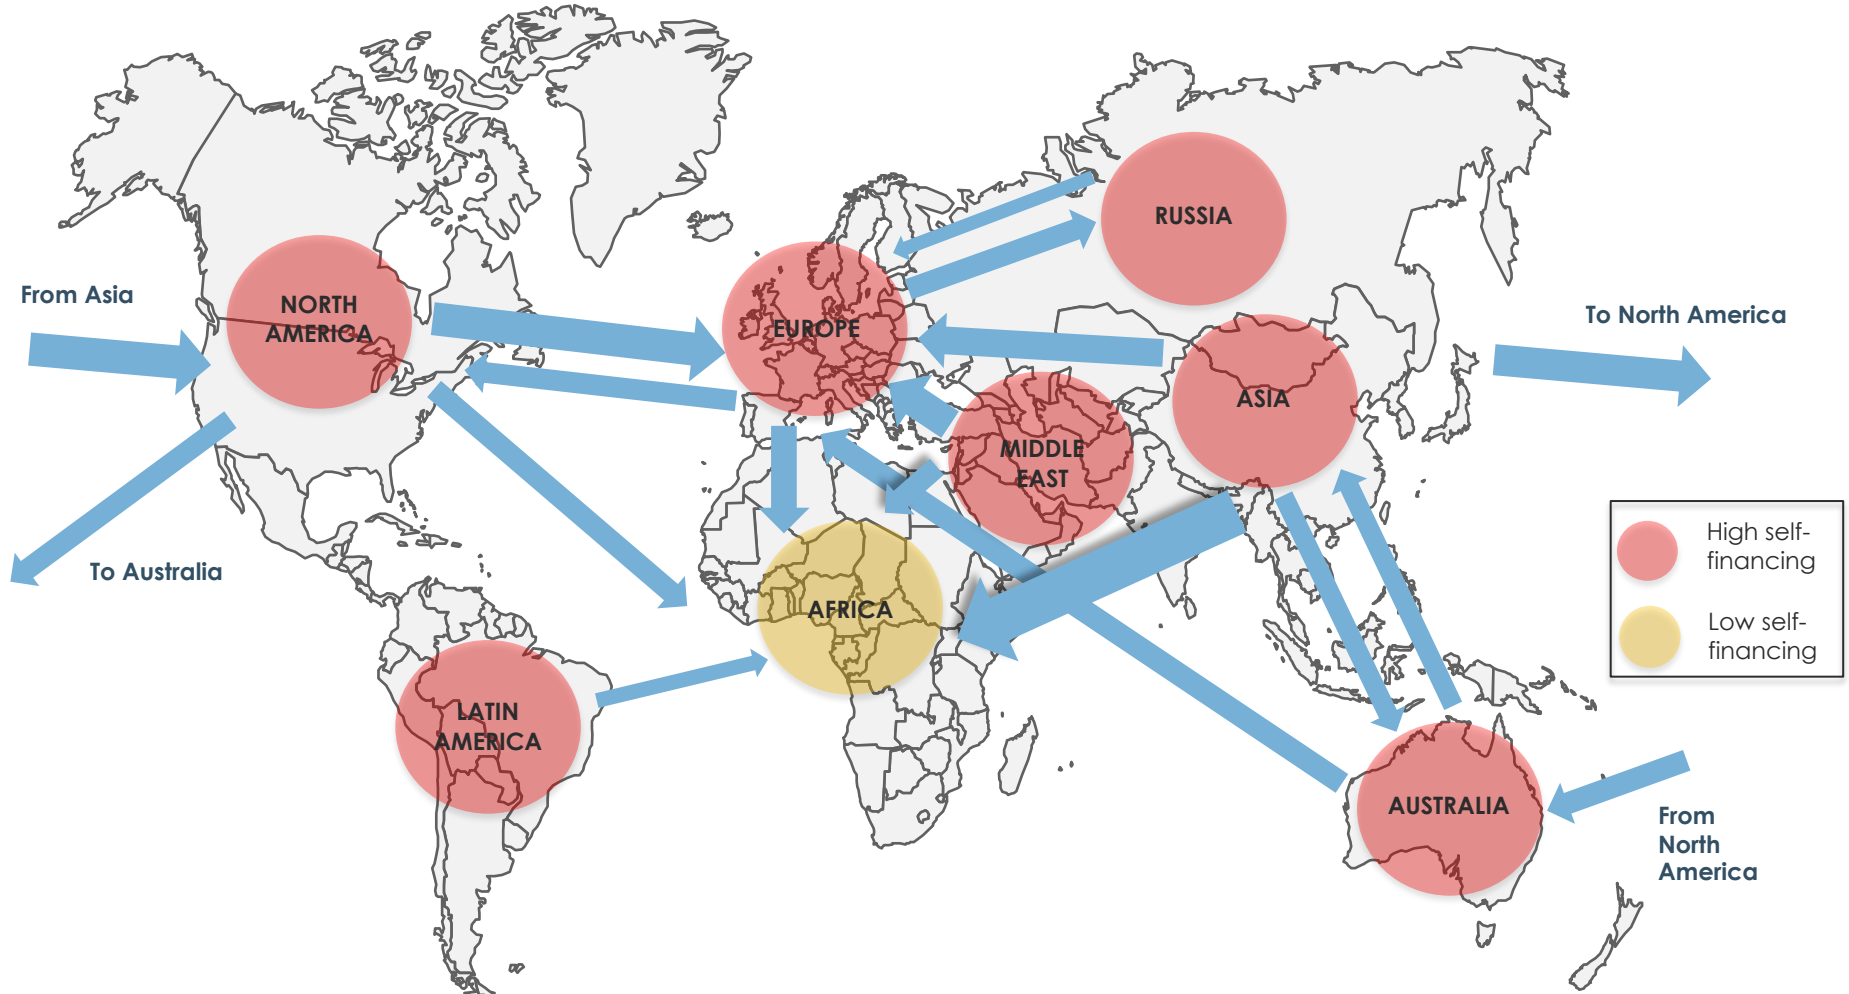 RUSSIA
From Asia
NORTH
AMERICA
EUROPE
To North America
ASIA
MIDDLE
EAST
High self-
financing
To Australia
AFRICA
Low self-
financing
LATIN
AMERICA
AUSTRALIA
From
North
America